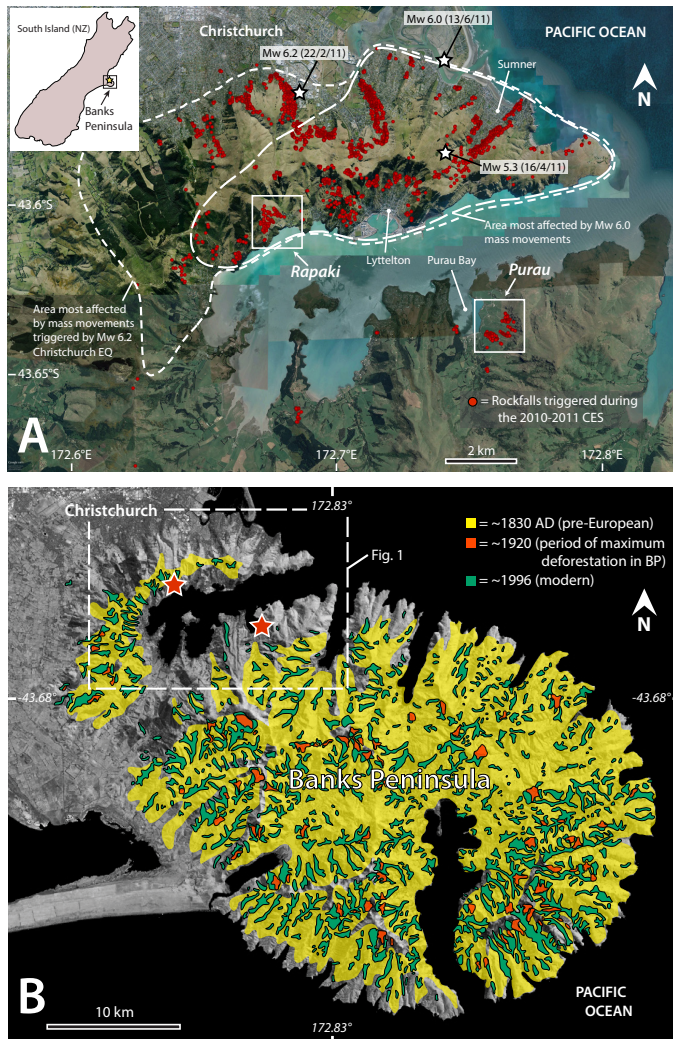 South Island (NZ)
Banks
Peninsula
Christchurch
Mw 6.0 (13/6/11)
PACIFIC OCEAN
Mw 6.2 (22/2/11)
Sumner
N
Mw 5.3 (16/4/11)
-43.6°S
Area most affected
by Mw 6.0
mass movements
Rapaki
Lyttelton
Purau Bay
Purau
Area most affected
by mass movements
triggered by Mw 6.2
Christchurch EQ
-43.65°S
= Rockfalls triggered during
the 2010-2011 CES
A
172.6°E
172.7°E
2 km
172.8°E
Christchurch
172.83°
= ~1830 AD (pre-European)
= ~1920 (period of maximum
deforestation in BP)
= ~1996 (modern)
Fig. 1
N
-43.68°
-43.68°
Banks Peninsula
B
10 km
172.83°
PACIFIC
OCEAN